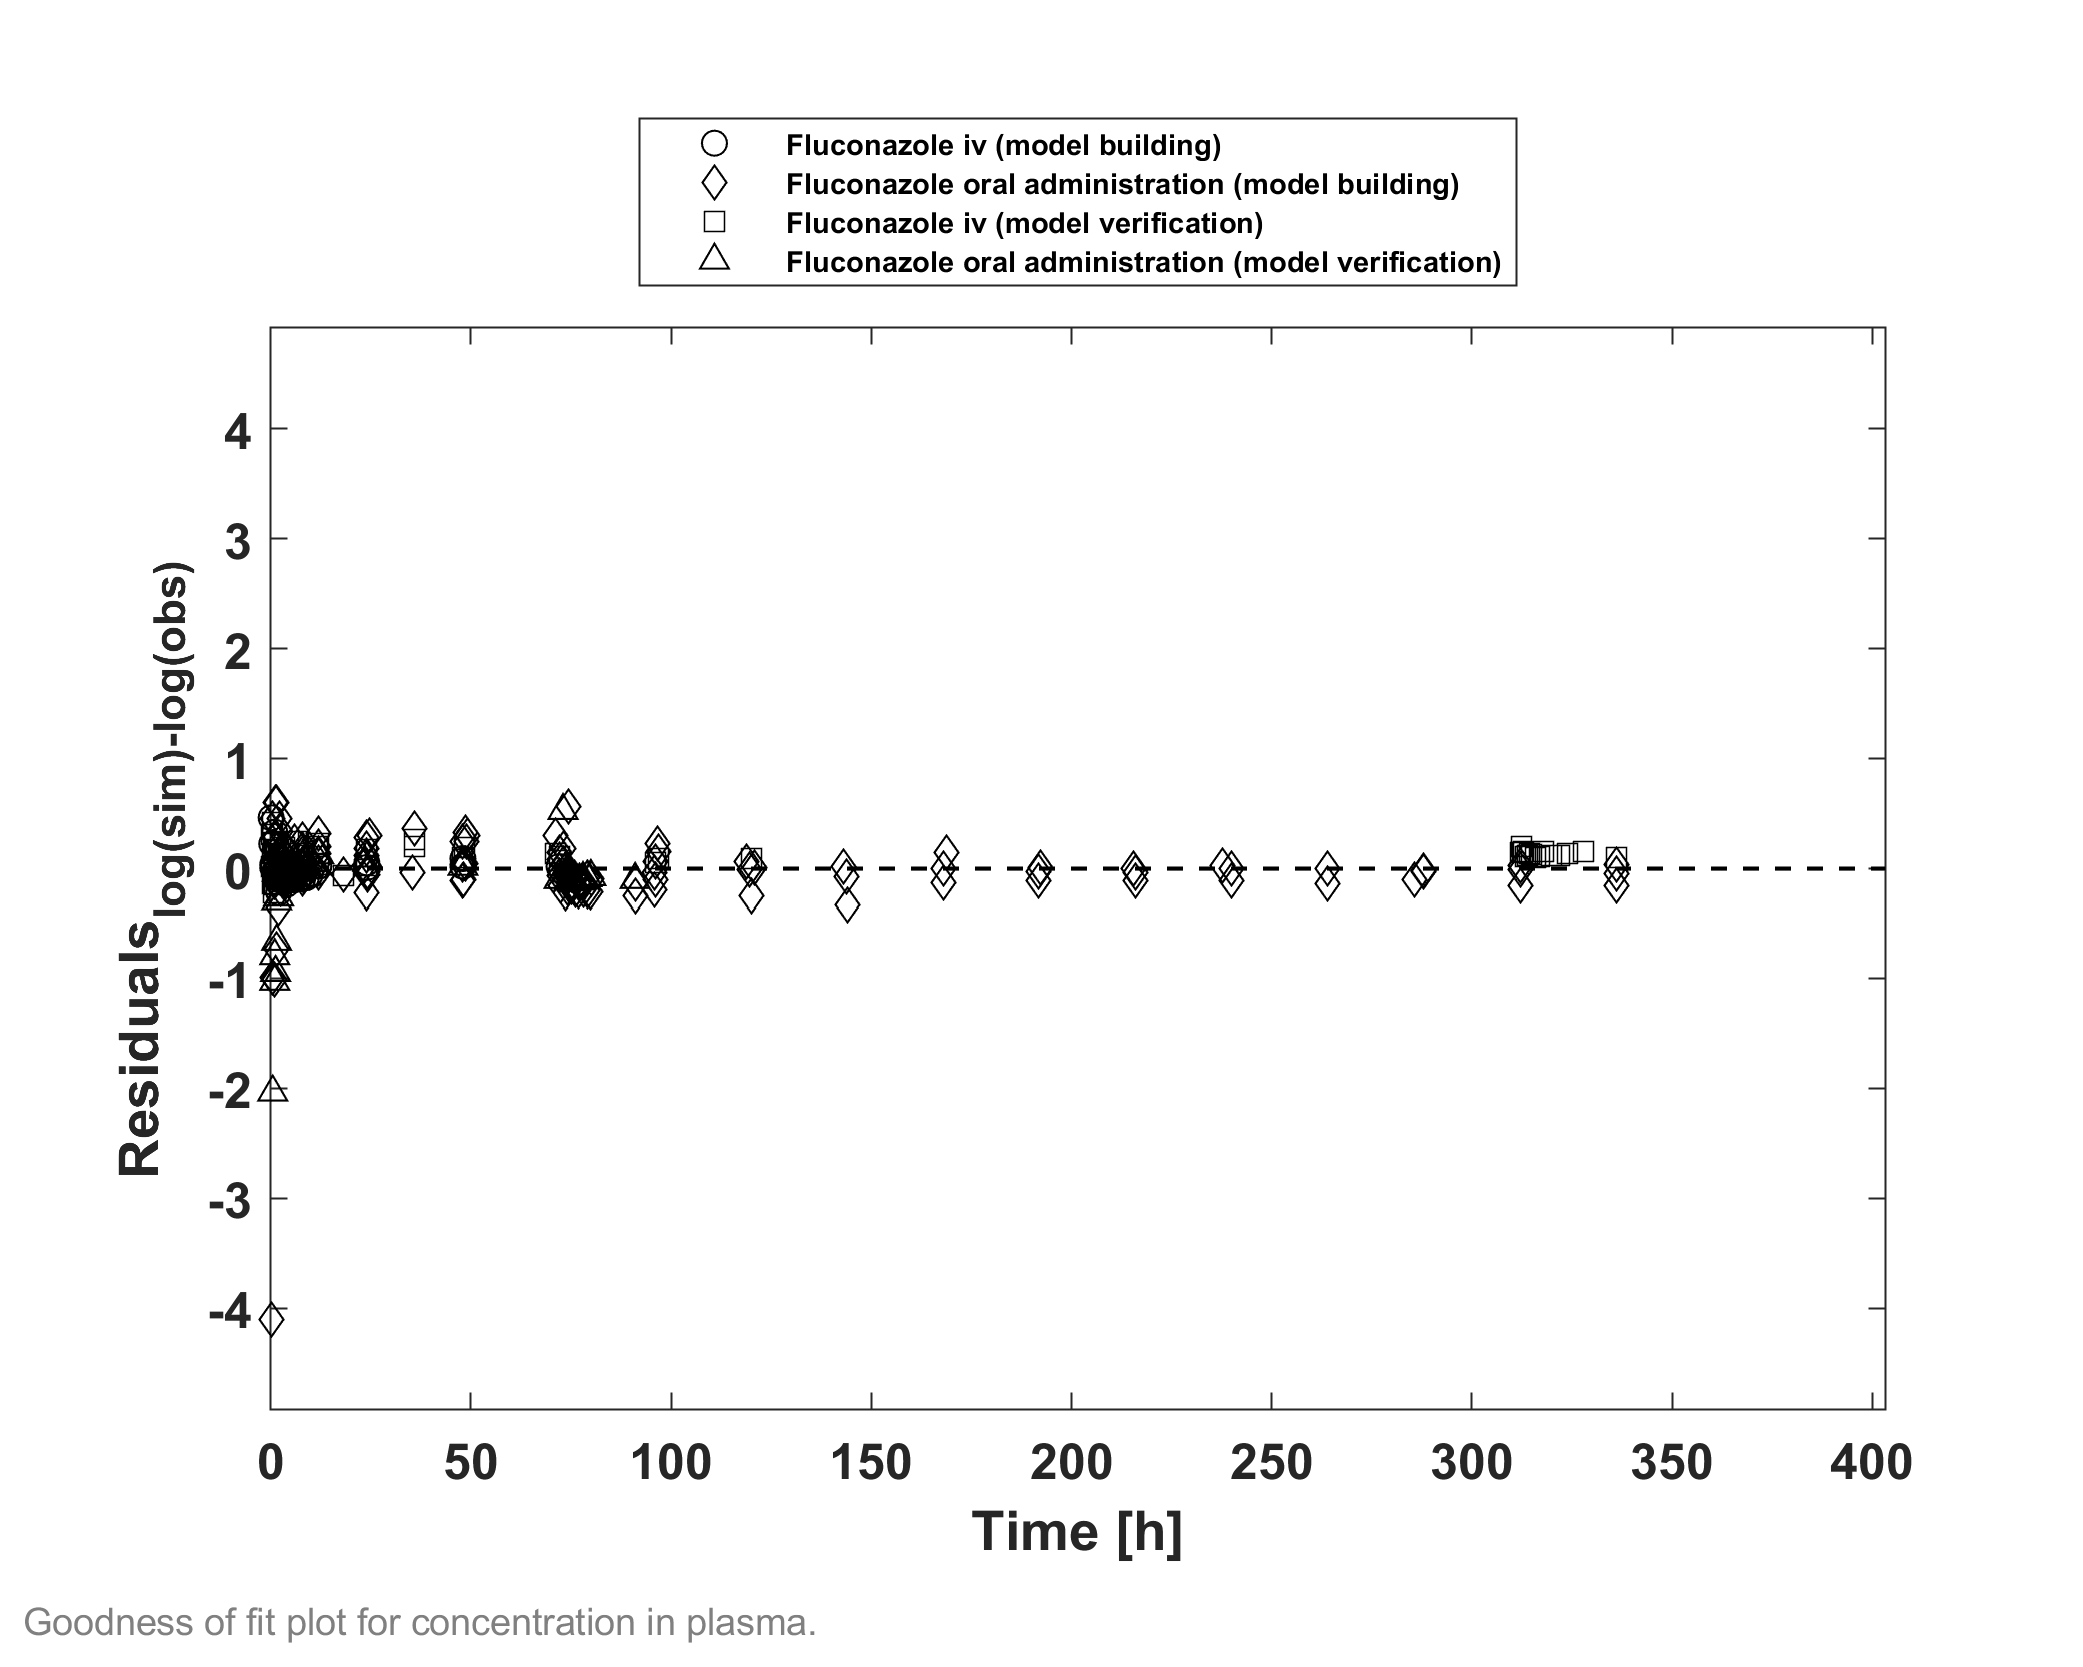 Fluconazole iv (model building)
Fluconazole oral administration (model building)
Fluconazole iv (model verification)
Fluconazole oral administration (model verification)
Residuals
log(sim)-log(obs)
4
3
2
1
0
-1
-2
-3
-4
0 50 100 150 200 250 300 350 400
Time [h]
Goodness of fit plot for concentration in plasma.